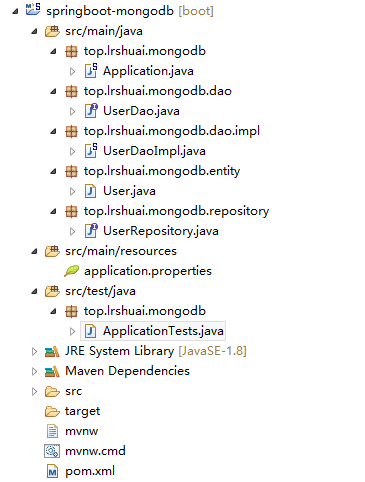 springboot-mongodb [boot]
src/main/java
top.lrshuai.mongodb
Application.java
top.lrshuai.mongodb.dao
UserDao.java
top.lrshuai.mongodb.dao.impl
UserDaoImpl.java
top.lrshuai.mongodb.entity
User.java
top.lrshuai.mongodb.repository
UserRepository.java
src/main/resources
application.properties
src/test/java
top.lrshuai.mongodb
ApplicationTests.java
JRE System Library [JavaSE-1.8]
Maven Dependencies
src
target
mvnw
mvnw.cmd
pom.xml